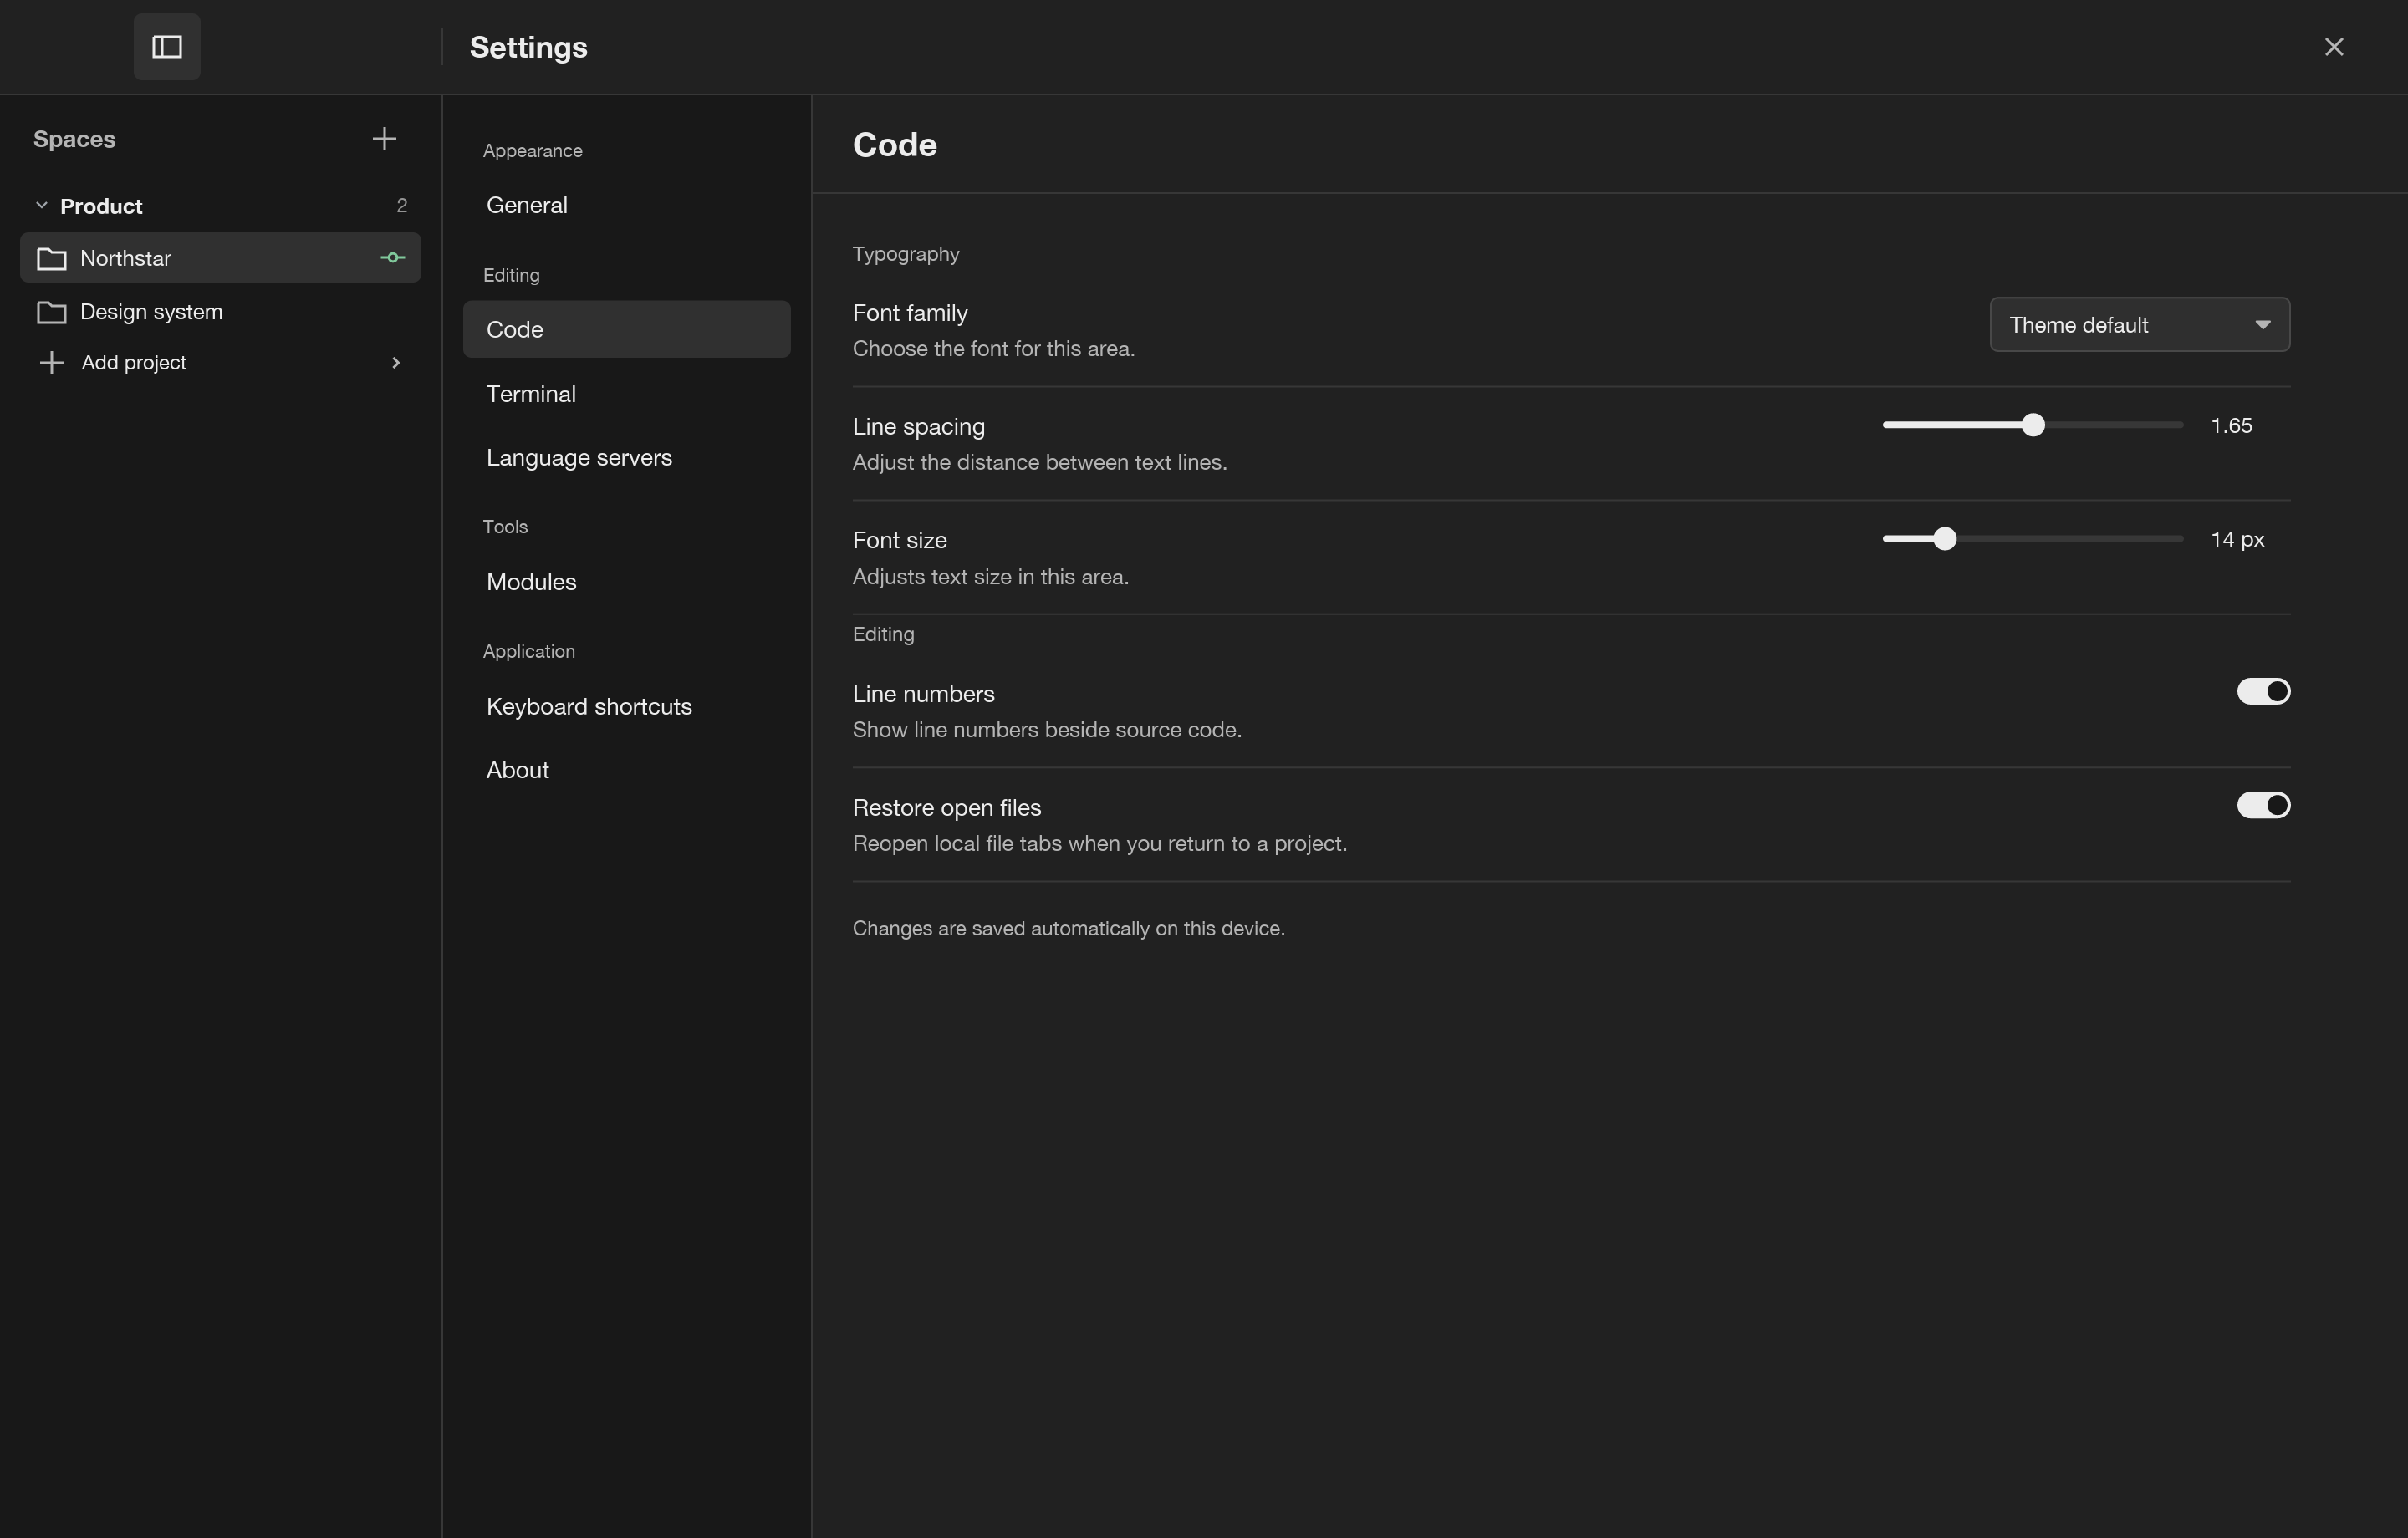 Settings
Spaces
Product 2
Northstar
Design system
Add project
Appearance
General
Editing
Code
Terminal
Language servers
Tools
Modules
Application
Keyboard shortcuts
About
Code
Typography
Font family
Choose the font for this area.
Theme default
Line spacing
Adjust the distance between text lines.
1.65
Font size
Adjusts text size in this area.
14 px
Editing
Line numbers
Show line numbers beside source code.
Restore open files
Reopen local file tabs when you return to a project.
Changes are saved automatically on this device.